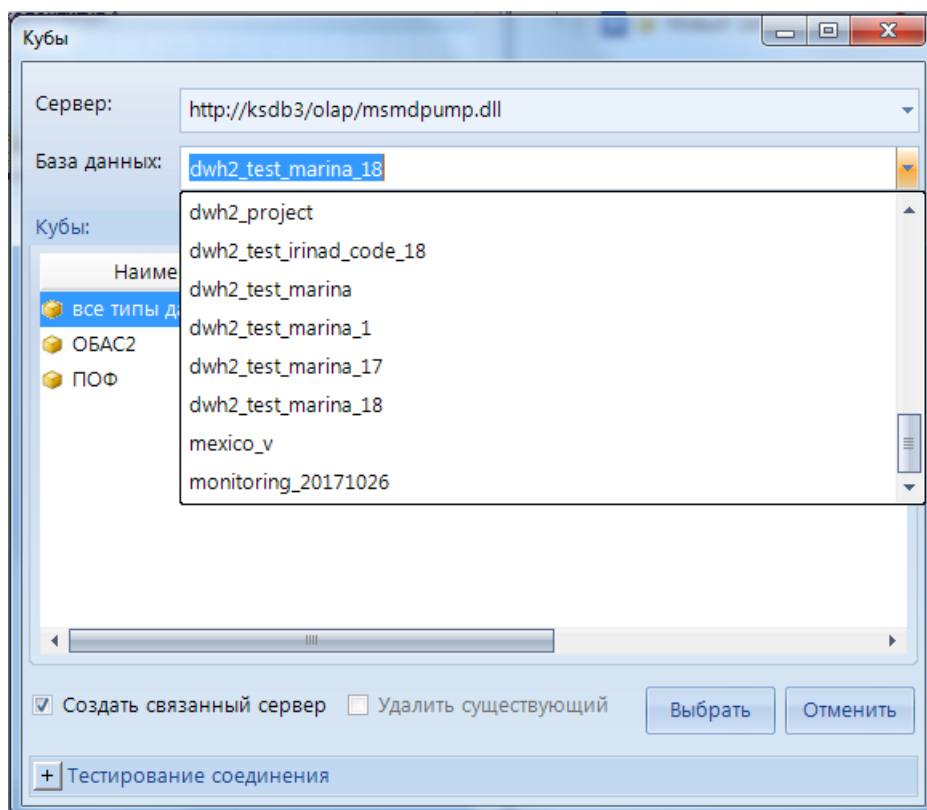 Кубы
Сервер:
http://ksdb3/olap/msmdpump.dll
База данных:
dwh2_test_marina_18
dwh2_project
dwh2_test_irinad_code_18
dwh2_test_marina
dwh2_test_marina_1
dwh2_test_marina_17
dwh2_test_marina_18
mexico_v
monitoring_20171026
Кубы:
Наиме
все типы д
ОБАС2
ПОФ
Создать связанный сервер
Удалить существующий
Выбрать
Отменить
Тестирование соединения